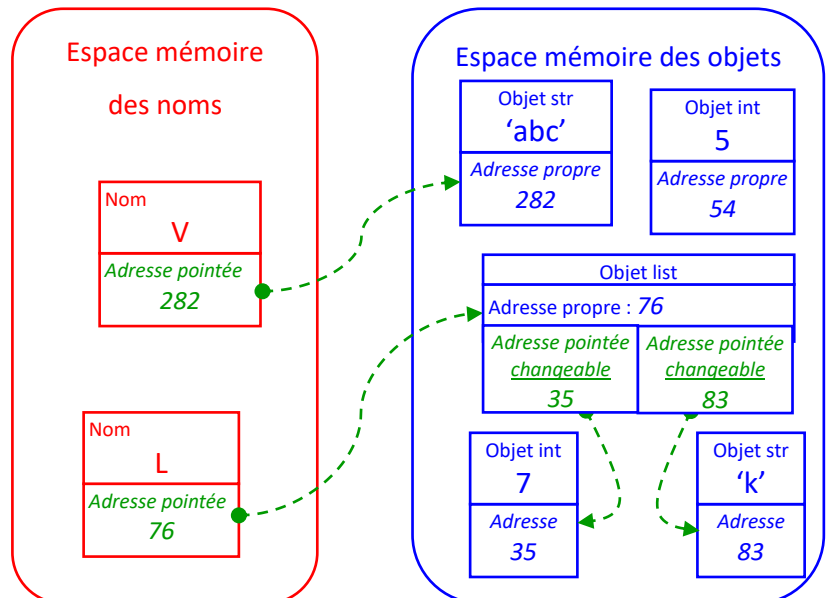 Espace mémoire
des noms
Nom
V
Adresse pointée
282
Nom
L
Adresse pointée
76
Espace mémoire des objets
Objet str
‘abc’
Adresse propre
282
Objet int
5
Adresse propre
54
Objet list
Adresse propre : 76
Adresse pointée
changeable
35
Adresse pointée
changeable
83
Objet int
7
Adresse
35
Objet str
‘k’
Adresse
83